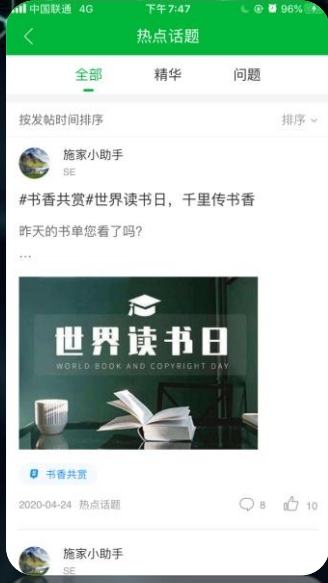 中国联通 4G 下午7:47 96%
热点话题
全部 精华 问题
按发帖时间排序 排序
施家小助手
SE
#书香共赏#世界读书日，千里传书香
昨天的书单您看了吗？
...
世界读书日
WORLD BOOK AND COPYRIGHT DAY
书香共赏
2020-04-24 热点话题 8 10
施家小助手
SE